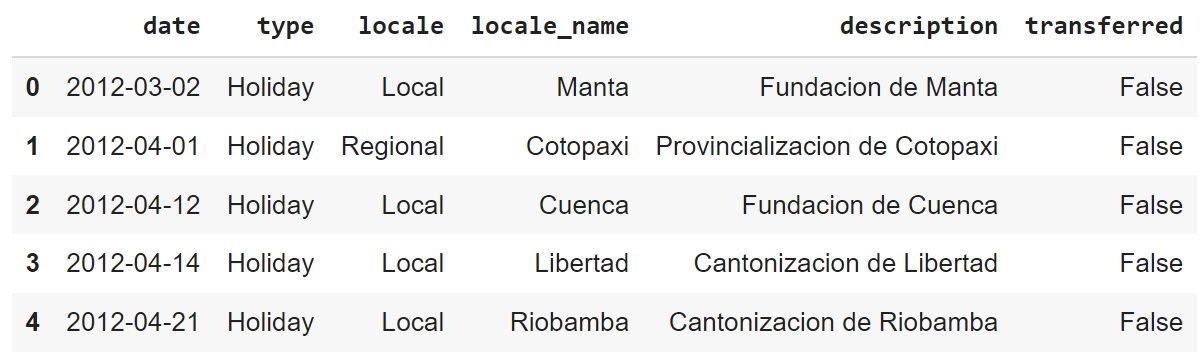 date type locale locale_name description transferred
0 2012-03-02 Holiday Local Manta Fundacion de Manta False
1 2012-04-01 Holiday Regional Cotopaxi Provincializacion de Cotopaxi False
2 2012-04-12 Holiday Local Cuenca Fundacion de Cuenca False
3 2012-04-14 Holiday Local Libertad Cantonizacion de Libertad False
4 2012-04-21 Holiday Local Riobamba Cantonizacion de Riobamba False